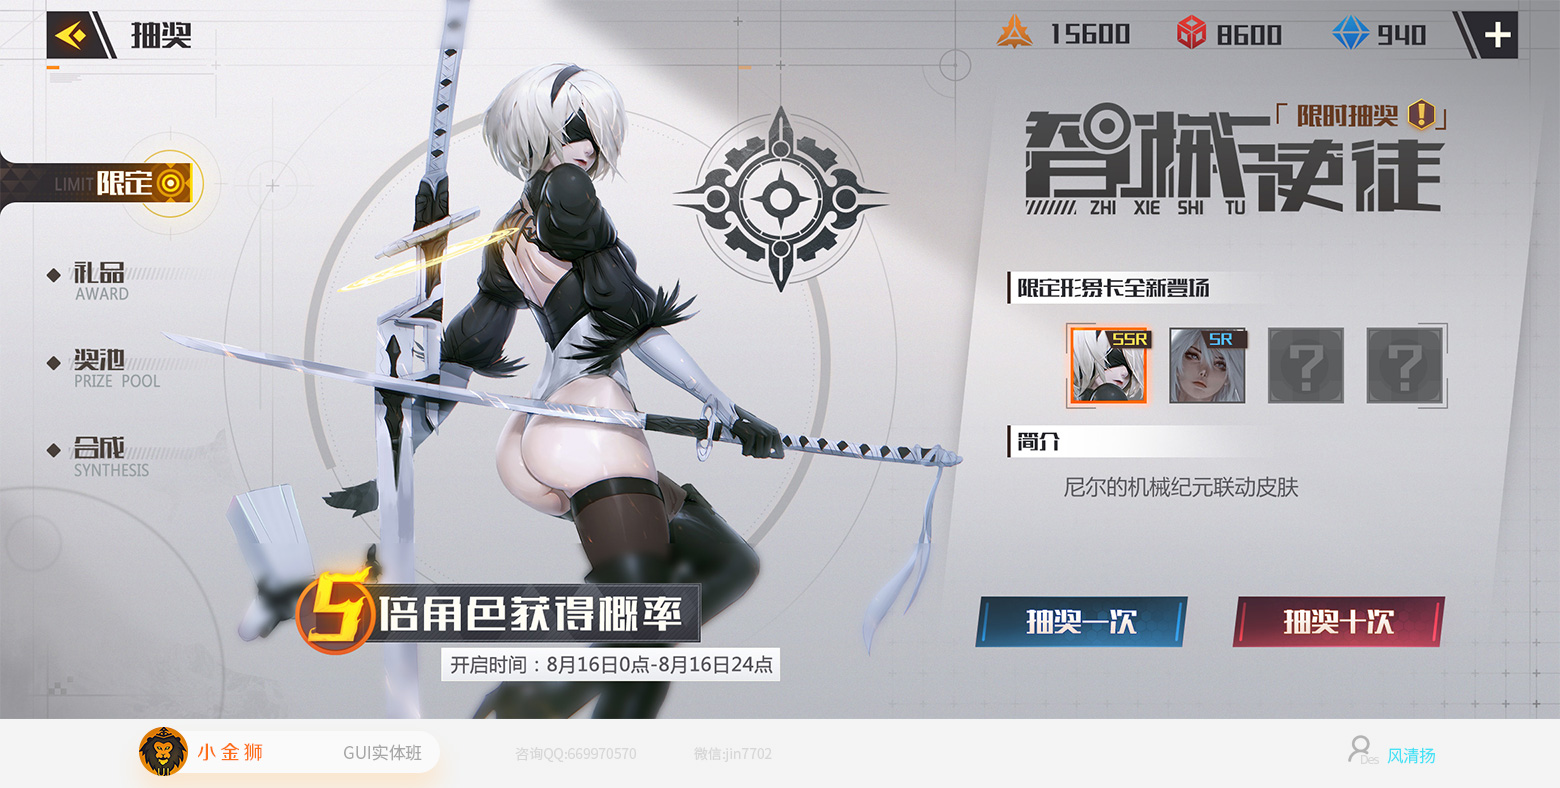 抽奖
15600
8600
940
LIMIT 限定
礼品
AWARD
奖池
PRIZE POOL
合成
SYNTHESIS
「限时抽奖!」
智械使徒
ZHI XIE SHI TU
限定形易卡全新登场
SSR
SR
?
?
简介
尼尔的机械纪元联动皮肤
5倍角色获得概率
开启时间：8月16日0点-8月16日24点
抽奖一次
抽奖十次
小金狮
GUI实体班
咨询QQ:669970570
微信:jin7702
Des 风清扬
UI